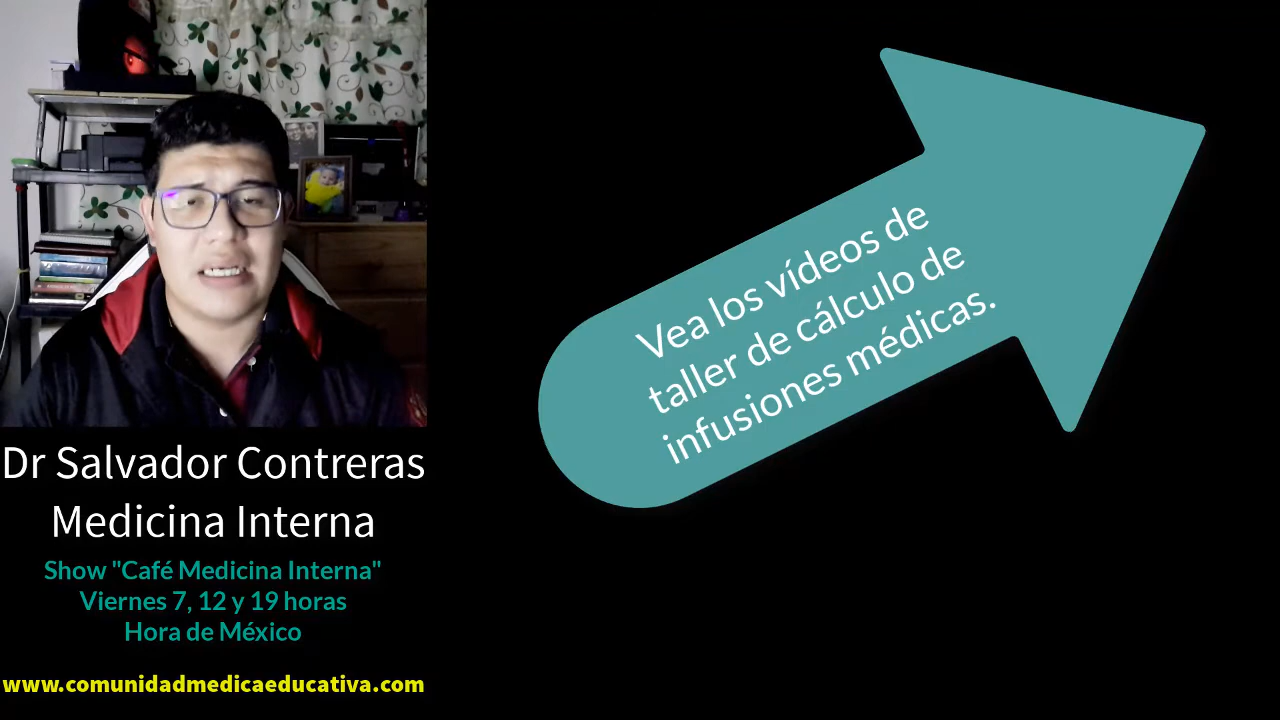 Vea los vídeos de
taller de cálculo de
infusiones médicas.
Dr Salvador Contreras
Medicina Interna
Show "Café Medicina Interna"
Viernes 7, 12 y 19 horas
Hora de México
www.comunidadmedicaeducativa.com